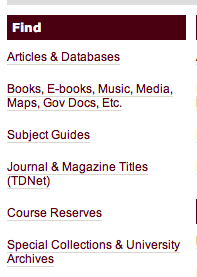 Find
Articles & Databases
Books, E-books, Music, Media,
Maps, Gov Docs, Etc.
Subject Guides
Journal & Magazine Titles
(TDNet)
Course Reserves
Special Collections & University
Archives